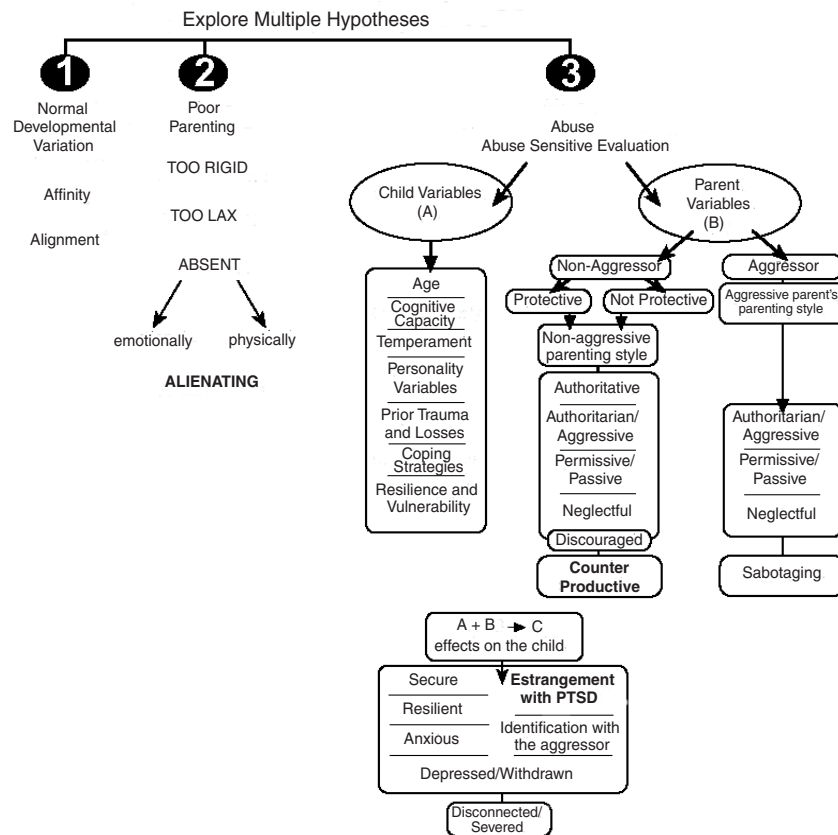 Explore Multiple Hypotheses
1
Normal
Developmental
Variation
Affinity
Alignment
2
Poor
Parenting
TOO RIGID
TOO LAX
ABSENT
emotionally
physically
ALIENATING
3
Abuse
Abuse Sensitive Evaluation
Child Variables
(A)
Age
Cognitive
Capacity
Temperament
Personality
Variables
Prior Trauma
and Losses
Coping
Strategies
Resilience and
Vulnerability
Parent
Variables
(B)
Non-Aggressor
Protective
Not Protective
Non-aggressive
parenting style
Authoritative
Authoritarian/
Aggressive
Permissive/
Passive
Neglectful
Discouraged
Counter
Productive
Aggressor
Aggressive parent's
parenting style
Authoritarian/
Aggressive
Permissive/
Passive
Neglectful
Sabotaging
A + B C
effects on the child
Secure
Resilient
Anxious
Estrangement
with PTSD
Identification with
the aggressor
Depressed/Withdrawn
Disconnected/
Severed